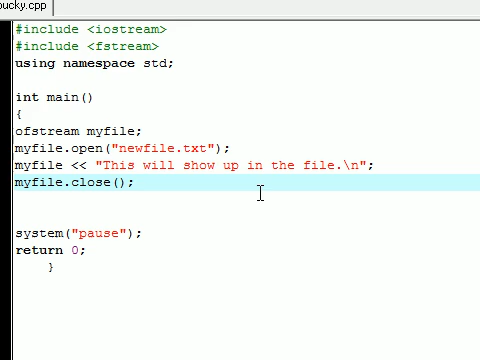 bucky.cpp
#include <iostream>
#include <fstream>
using namespace std;
int main()
{
ofstream myfile;
myfile.open("newfile.txt");
myfile << "This will show up in the file.\n";
myfile.close();
system("pause");
return 0;
}